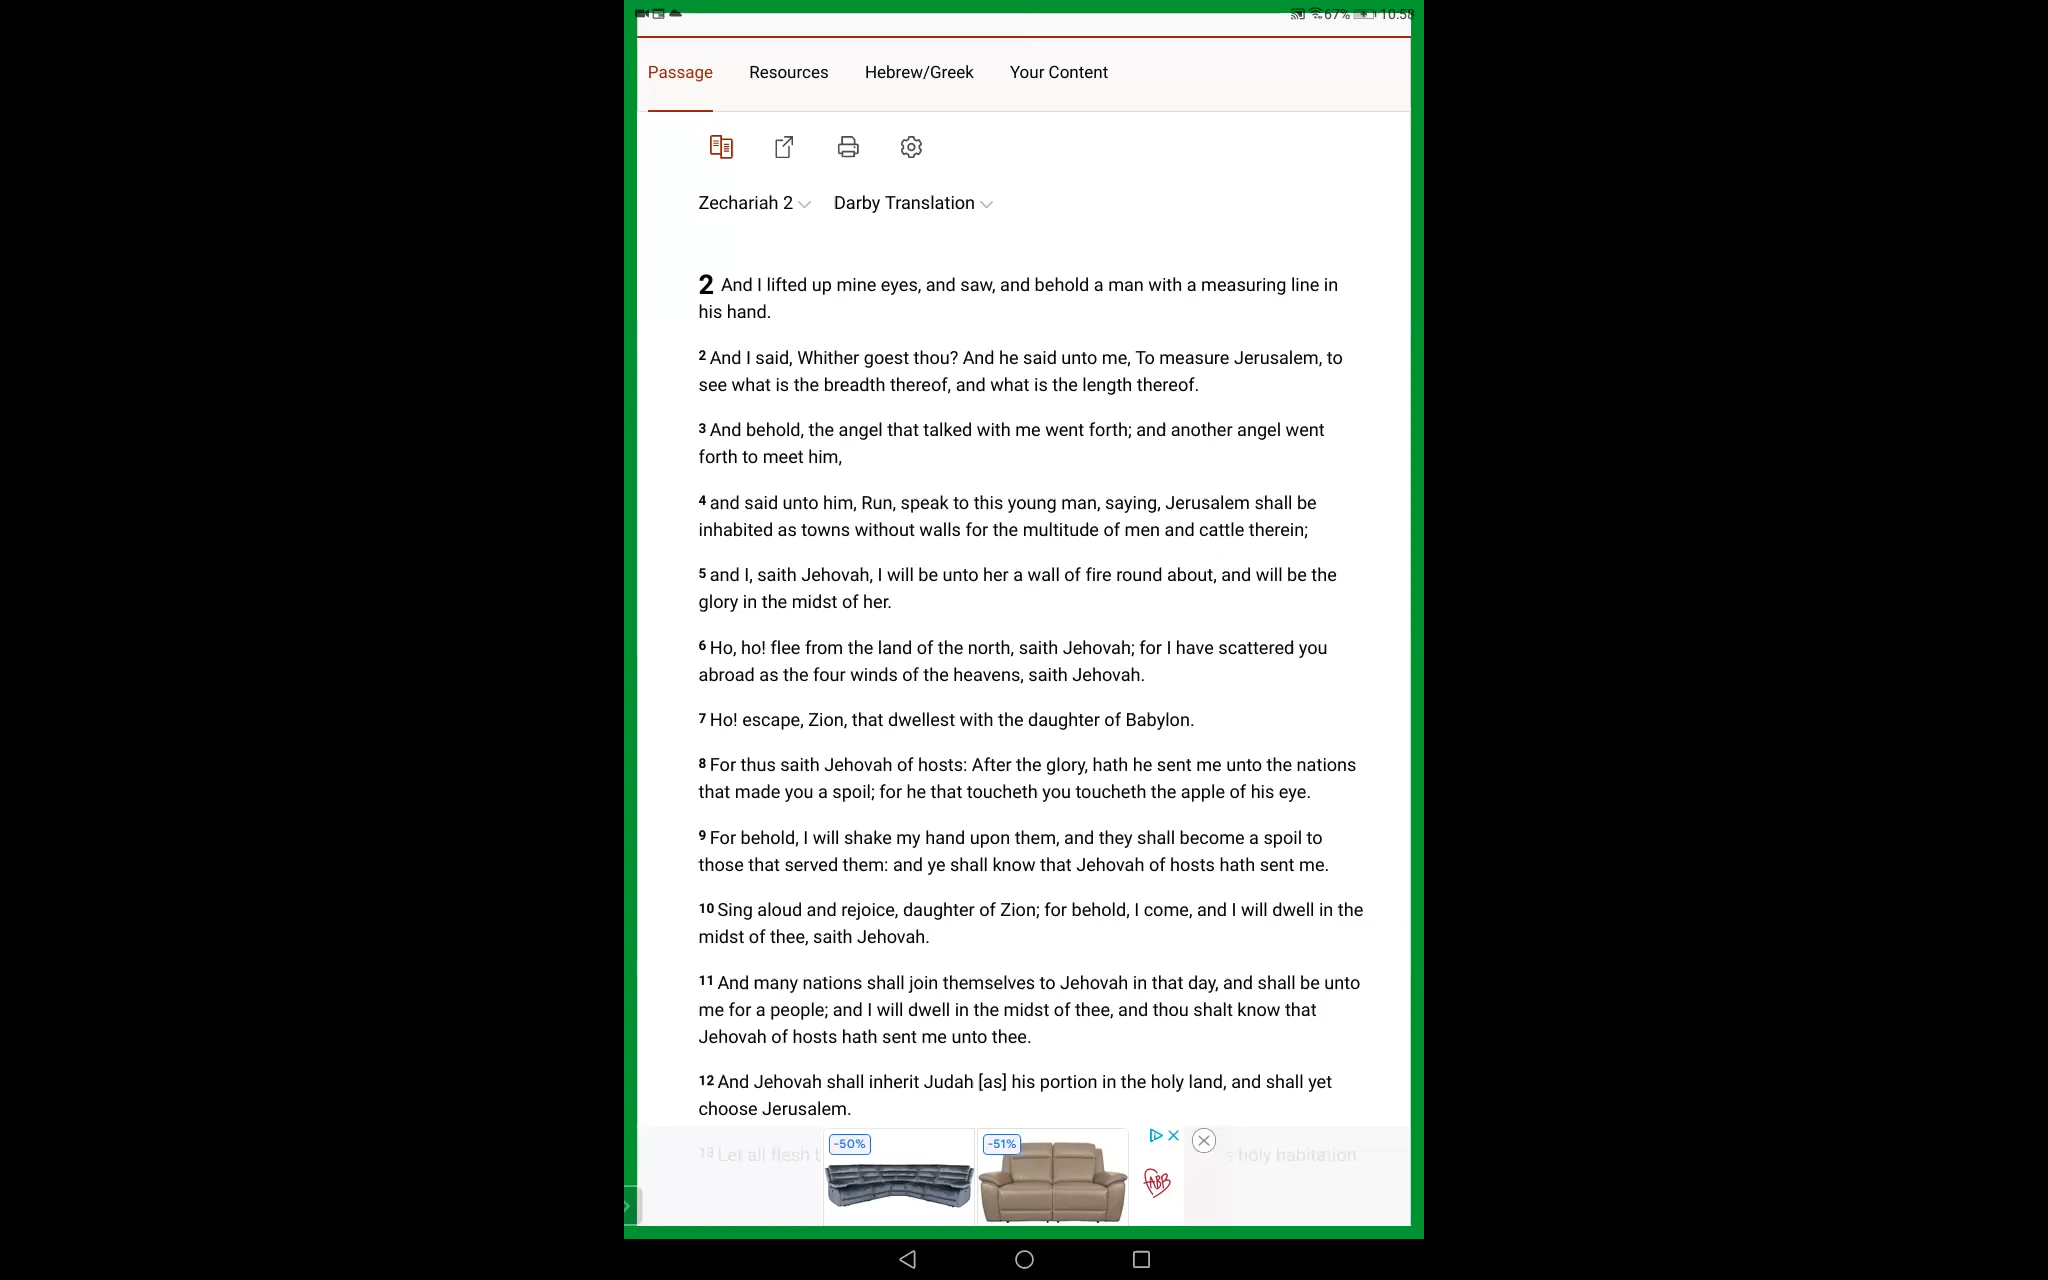 67% 10:58
Passage Resources Hebrew/Greek Your Content
Zechariah 2 Darby Translation
2 And I lifted up mine eyes, and saw, and behold a man with a measuring line in
his hand.
2 And I said, Whither goest thou? And he said unto me, To measure Jerusalem, to
see what is the breadth thereof, and what is the length thereof.
3 And behold, the angel that talked with me went forth; and another angel went
forth to meet him,
4 and said unto him, Run, speak to this young man, saying, Jerusalem shall be
inhabited as towns without walls for the multitude of men and cattle therein;
5 and I, saith Jehovah, I will be unto her a wall of fire round about, and will be the
glory in the midst of her.
6 Ho, ho! flee from the land of the north, saith Jehovah; for I have scattered you
abroad as the four winds of the heavens, saith Jehovah.
7 Ho! escape, Zion, that dwellest with the daughter of Babylon.
8 For thus saith Jehovah of hosts: After the glory, hath he sent me unto the nations
that made you a spoil; for he that toucheth you toucheth the apple of his eye.
9 For behold, I will shake my hand upon them, and they shall become a spoil to
those that served them: and ye shall know that Jehovah of hosts hath sent me.
10 Sing aloud and rejoice, daughter of Zion; for behold, I come, and I will dwell in the
midst of thee, saith Jehovah.
11 And many nations shall join themselves to Jehovah in that day, and shall be unto
me for a people; and I will dwell in the midst of thee, and thou shalt know that
Jehovah of hosts hath sent me unto thee.
12 And Jehovah shall inherit Judah [as] his portion in the holy land, and shall yet
choose Jerusalem.
-50% -51%
13 Let all flesh holy habitation
ABB